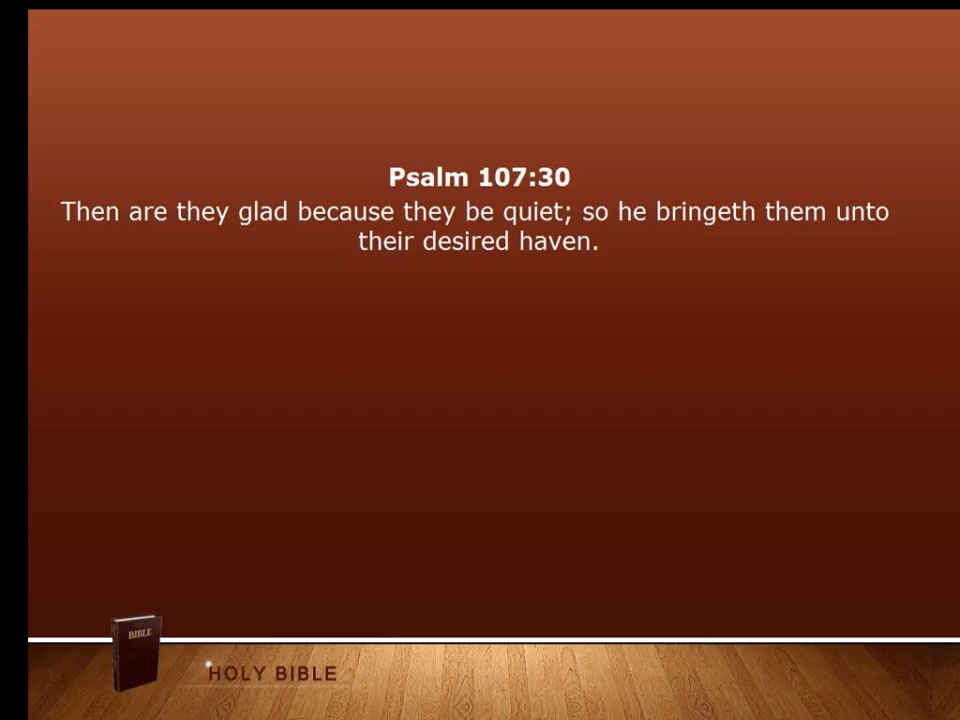 Psalm 107:30
Then are they glad because they be quiet; so he bringeth them unto
their desired haven.
BIBLE
HOLY BIBLE